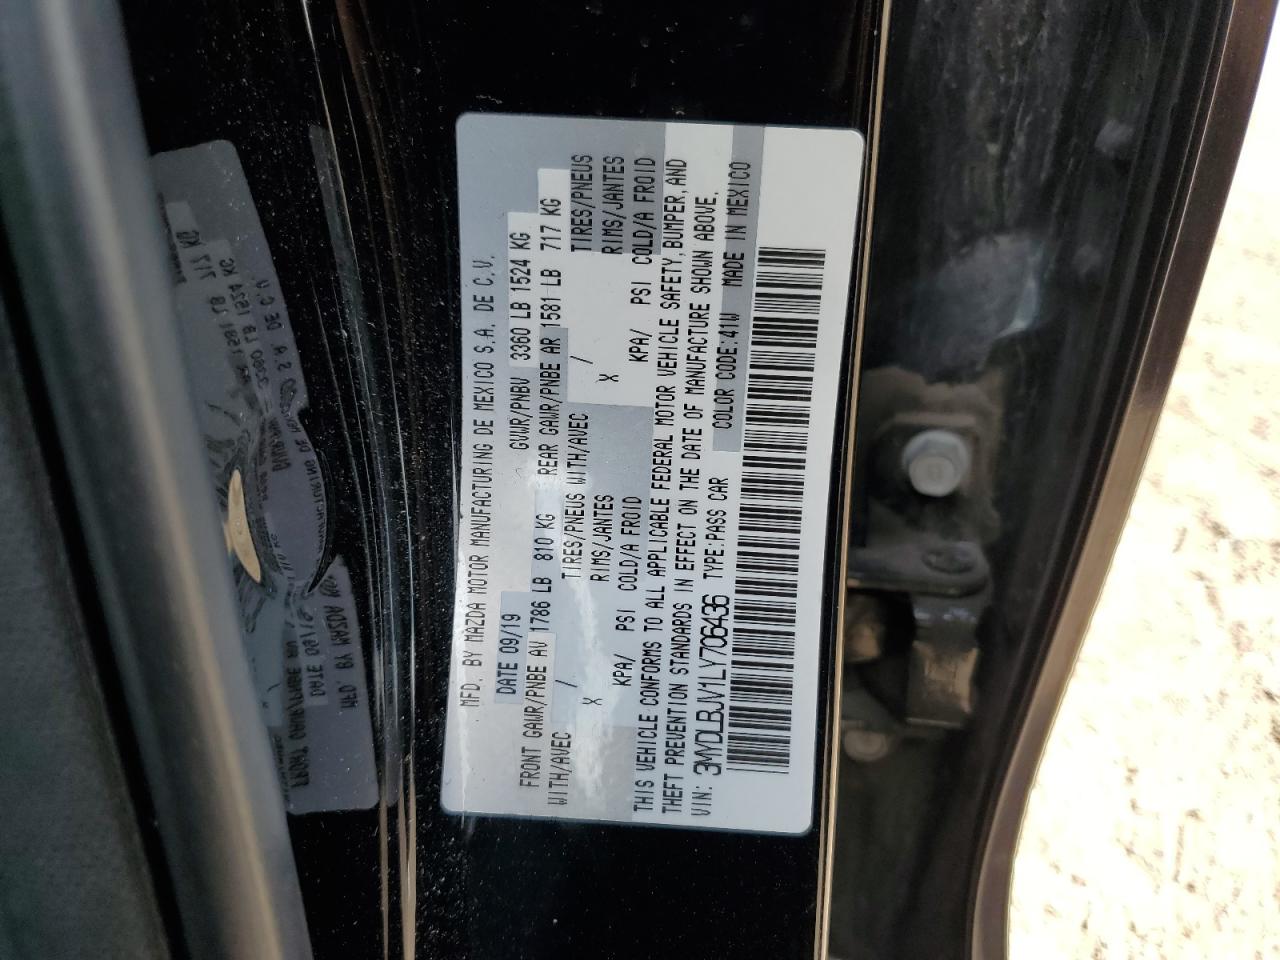 MFD. BY MAZDA MOTOR MANUFACTURING DE MEXICO S.A. DE C.V.
DATE 09/19 GVWR/PNBV 3360 LB 1524 KG
FRONT GAWR/PNBE AV 1786 LB 810 KG REAR GAWR/PNBE AR 1581 LB 717 KG
WITH/AVEC / TIRES/PNEUS WITH/AVEC / TIRES/PNEUS
X RIMS/JANTES X RIMS/JANTES
KPA/ PSI COLD/A FROID KPA/ PSI COLD/A FROID
THIS VEHICLE CONFORMS TO ALL APPLICABLE FEDERAL MOTOR VEHICLE SAFETY, BUMPER, AND
THEFT PREVENTION STANDARDS IN EFFECT ON THE DATE OF MANUFACTURE SHOWN ABOVE.
VIN: 3MYDLBJV1LY706436 TYPE:PASS CAR COLOR CODE:41W MADE IN MEXICO